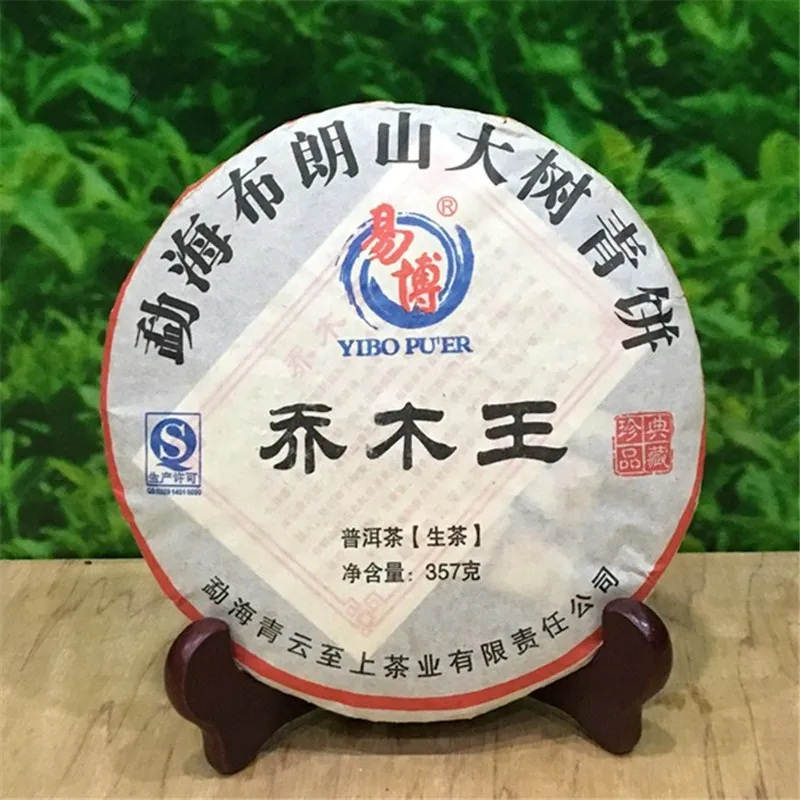 勐海布朗山大树青饼
易博
®
YIBO PU'ER
乔木王
珍品
典藏
生产许可
普洱茶【生茶】
净含量：357克
勐海青云至上茶业有限责任公司